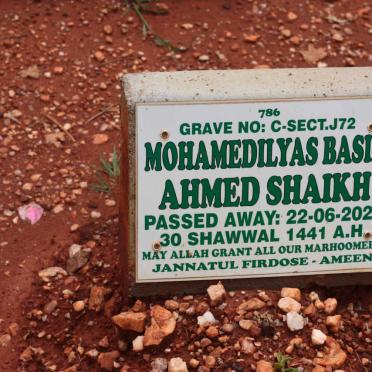 786
GRAVE NO: C-SECT.J72
MOHAMEDILYAS
AHMED SHAIKH
PASSED AWAY: 22-06-202
30 SHAWWAL 1441 A.H.
MAY ALLAH GRANT ALL OUR MARHOOME
JANNATUL FIRDOSE - AMEEN